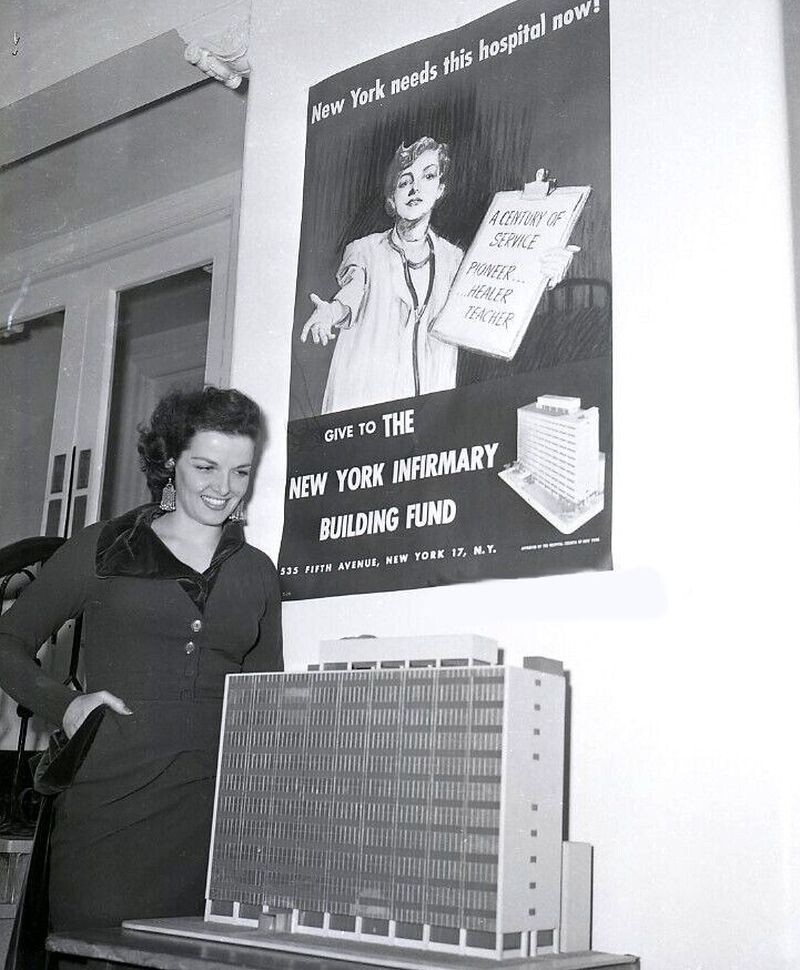 New York needs this hospital now!
A CENTURY OF
SERVICE
PIONEER...
...HEALER
TEACHER
GIVE TO THE
NEW YORK INFIRMARY
BUILDING FUND
535 FIFTH AVENUE, NEW YORK 17, N.Y.